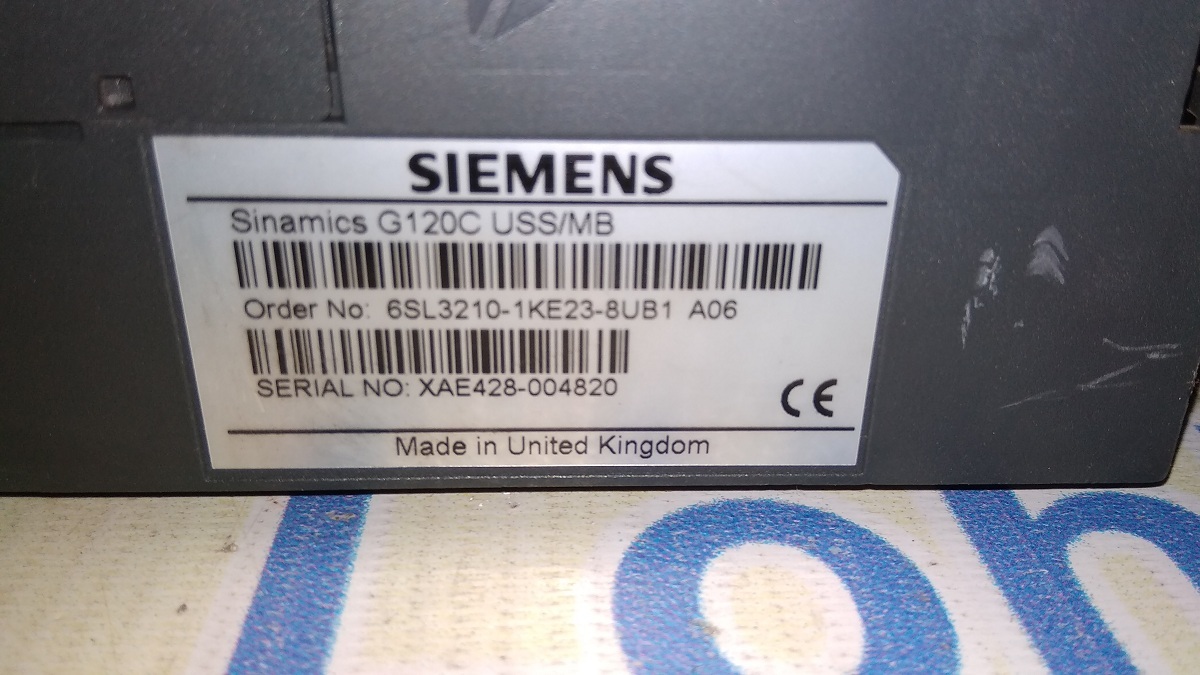 SIEMENS
Sinamics G120C USS/MB
Order No: 6SL3210-1KE23-8UB1 A06
SERIAL NO: XAE428-004820
CE
Made in United Kingdom
on